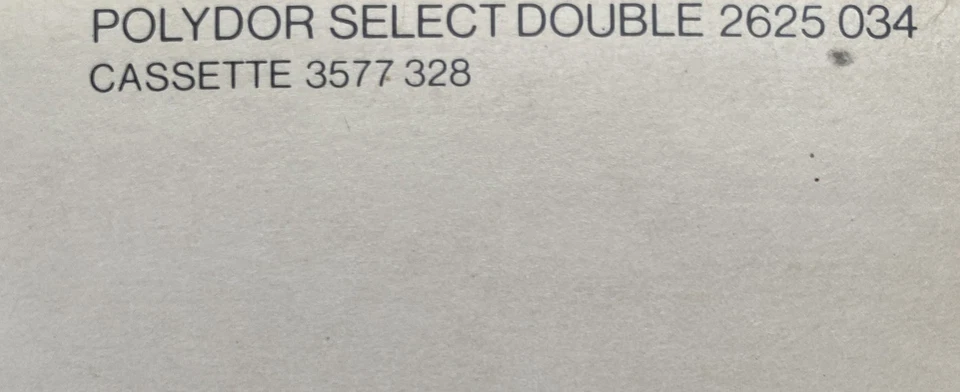 POLYDOR SELECT DOUBLE 2625 034
CASSETTE 3577 328